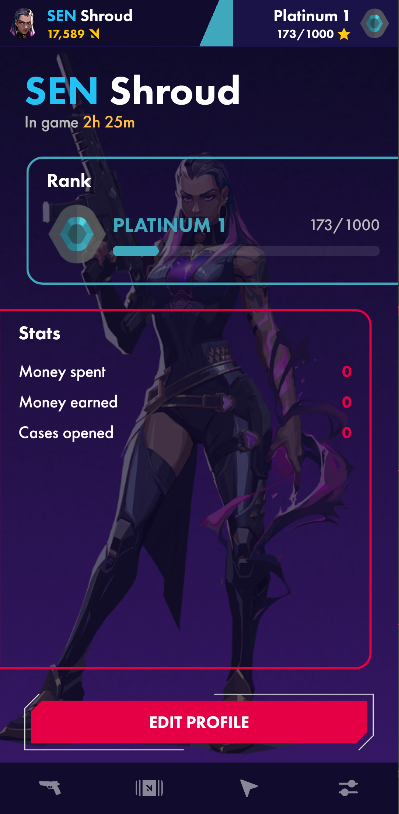 SEN Shroud
17,589
Platinum 1
173/1000
SEN Shroud
In game 2h 25m
Rank
PLATINUM 1
173/1000
Stats
Money spent 0
Money earned 0
Cases opened 0
EDIT PROFILE